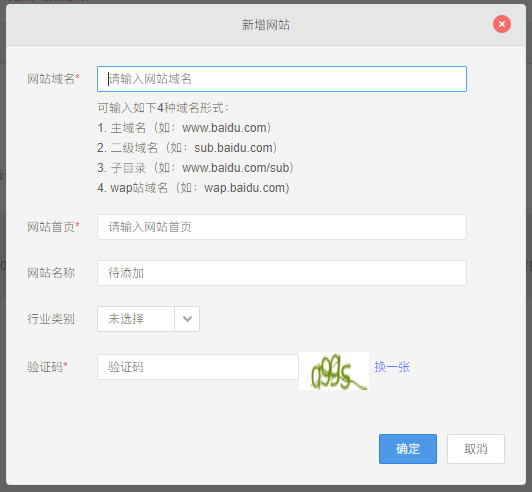 新增网站
网站域名* 请输入网站域名
可输入如下4种域名形式：
1. 主域名（如：www.baidu.com）
2. 二级域名（如：sub.baidu.com）
3. 子目录（如：www.baidu.com/sub）
4. wap站域名（如：wap.baidu.com）
网站首页* 请输入网站首页
网站名称 待添加
行业类别 未选择
验证码* 验证码 换一张
确定 取消